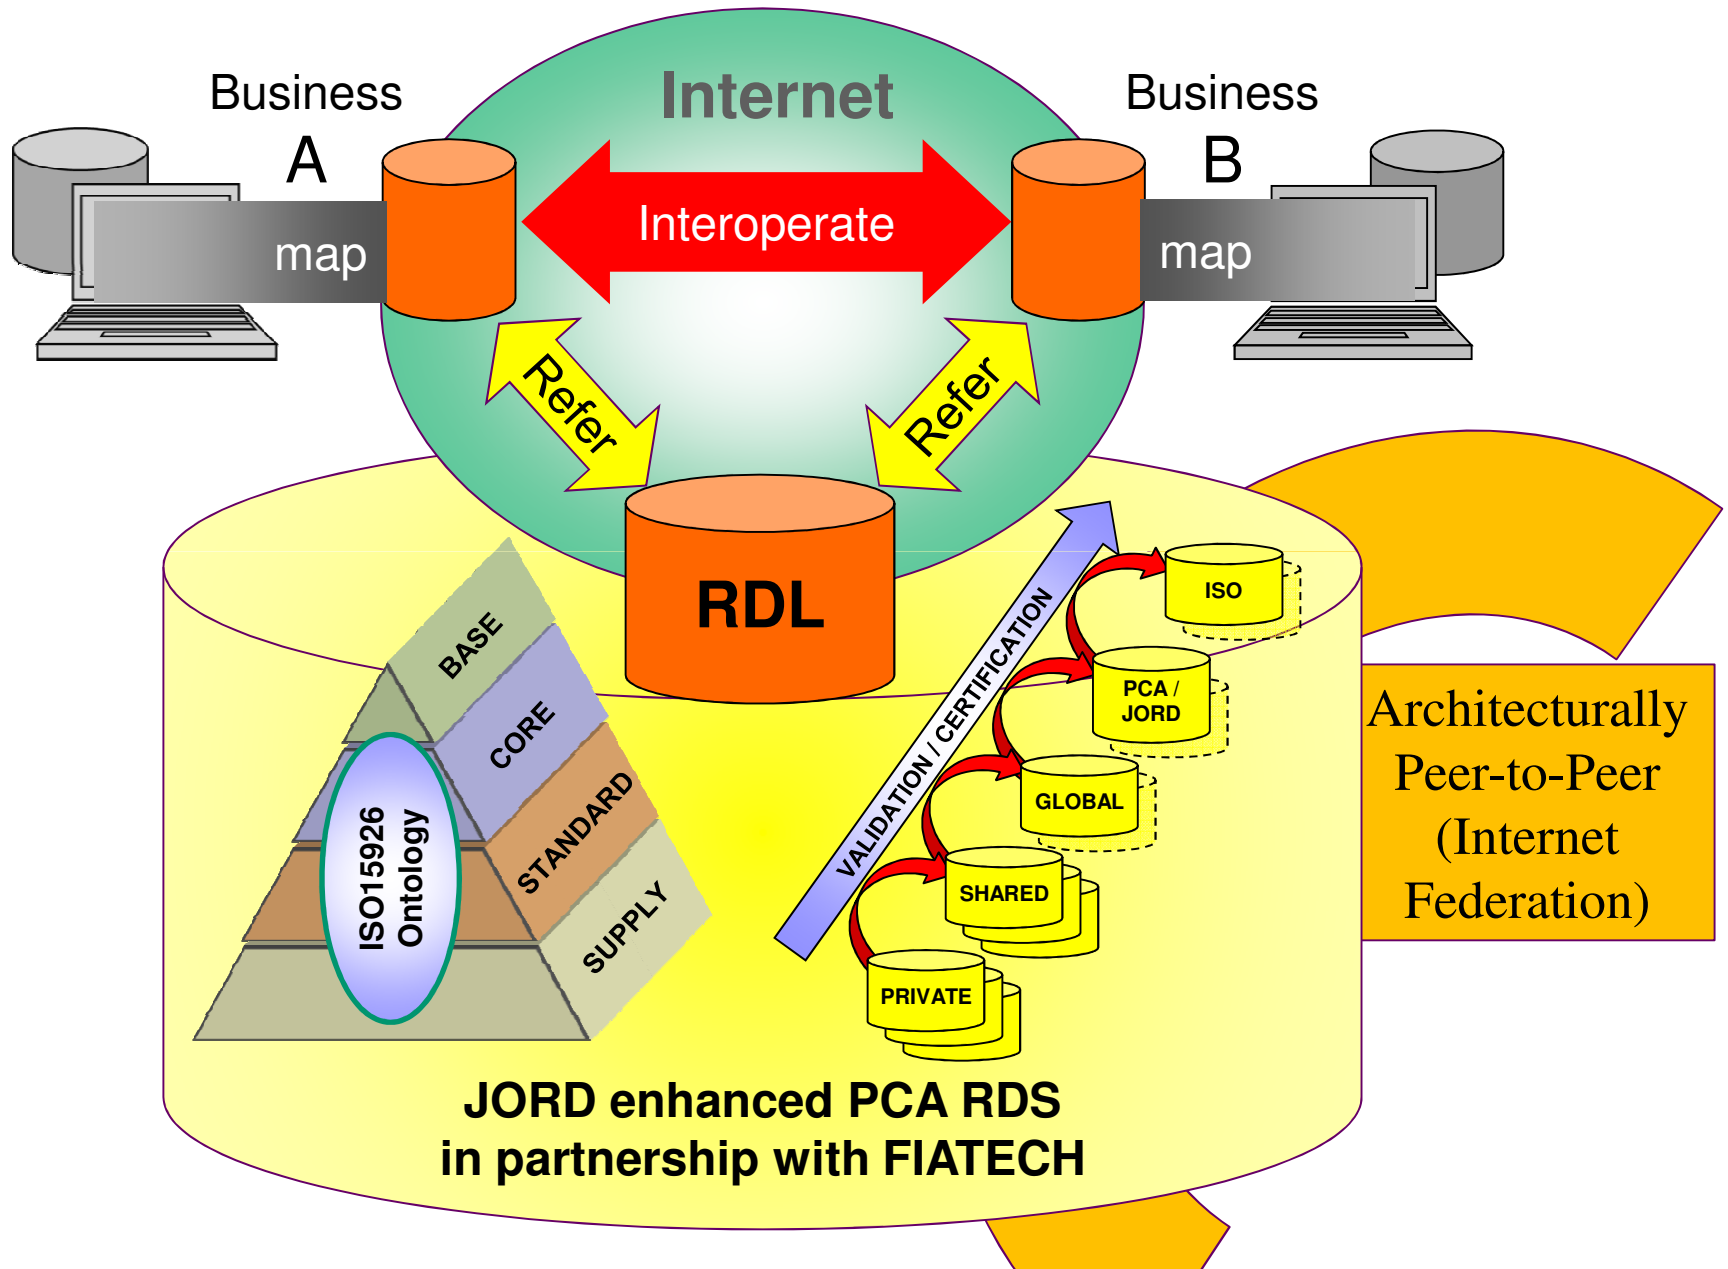 Internet
Business
A
map
Business
B
map
Interoperate
Refer
Refer
RDL
BASE
CORE
STANDARD
SUPPLY
ISO15926
Ontology
VALIDATION / CERTIFICATION
ISO
PCA /
JORD
GLOBAL
SHARED
PRIVATE
Architecturally
Peer-to-Peer
(Internet
Federation)
JORD enhanced PCA RDS
in partnership with FIATECH